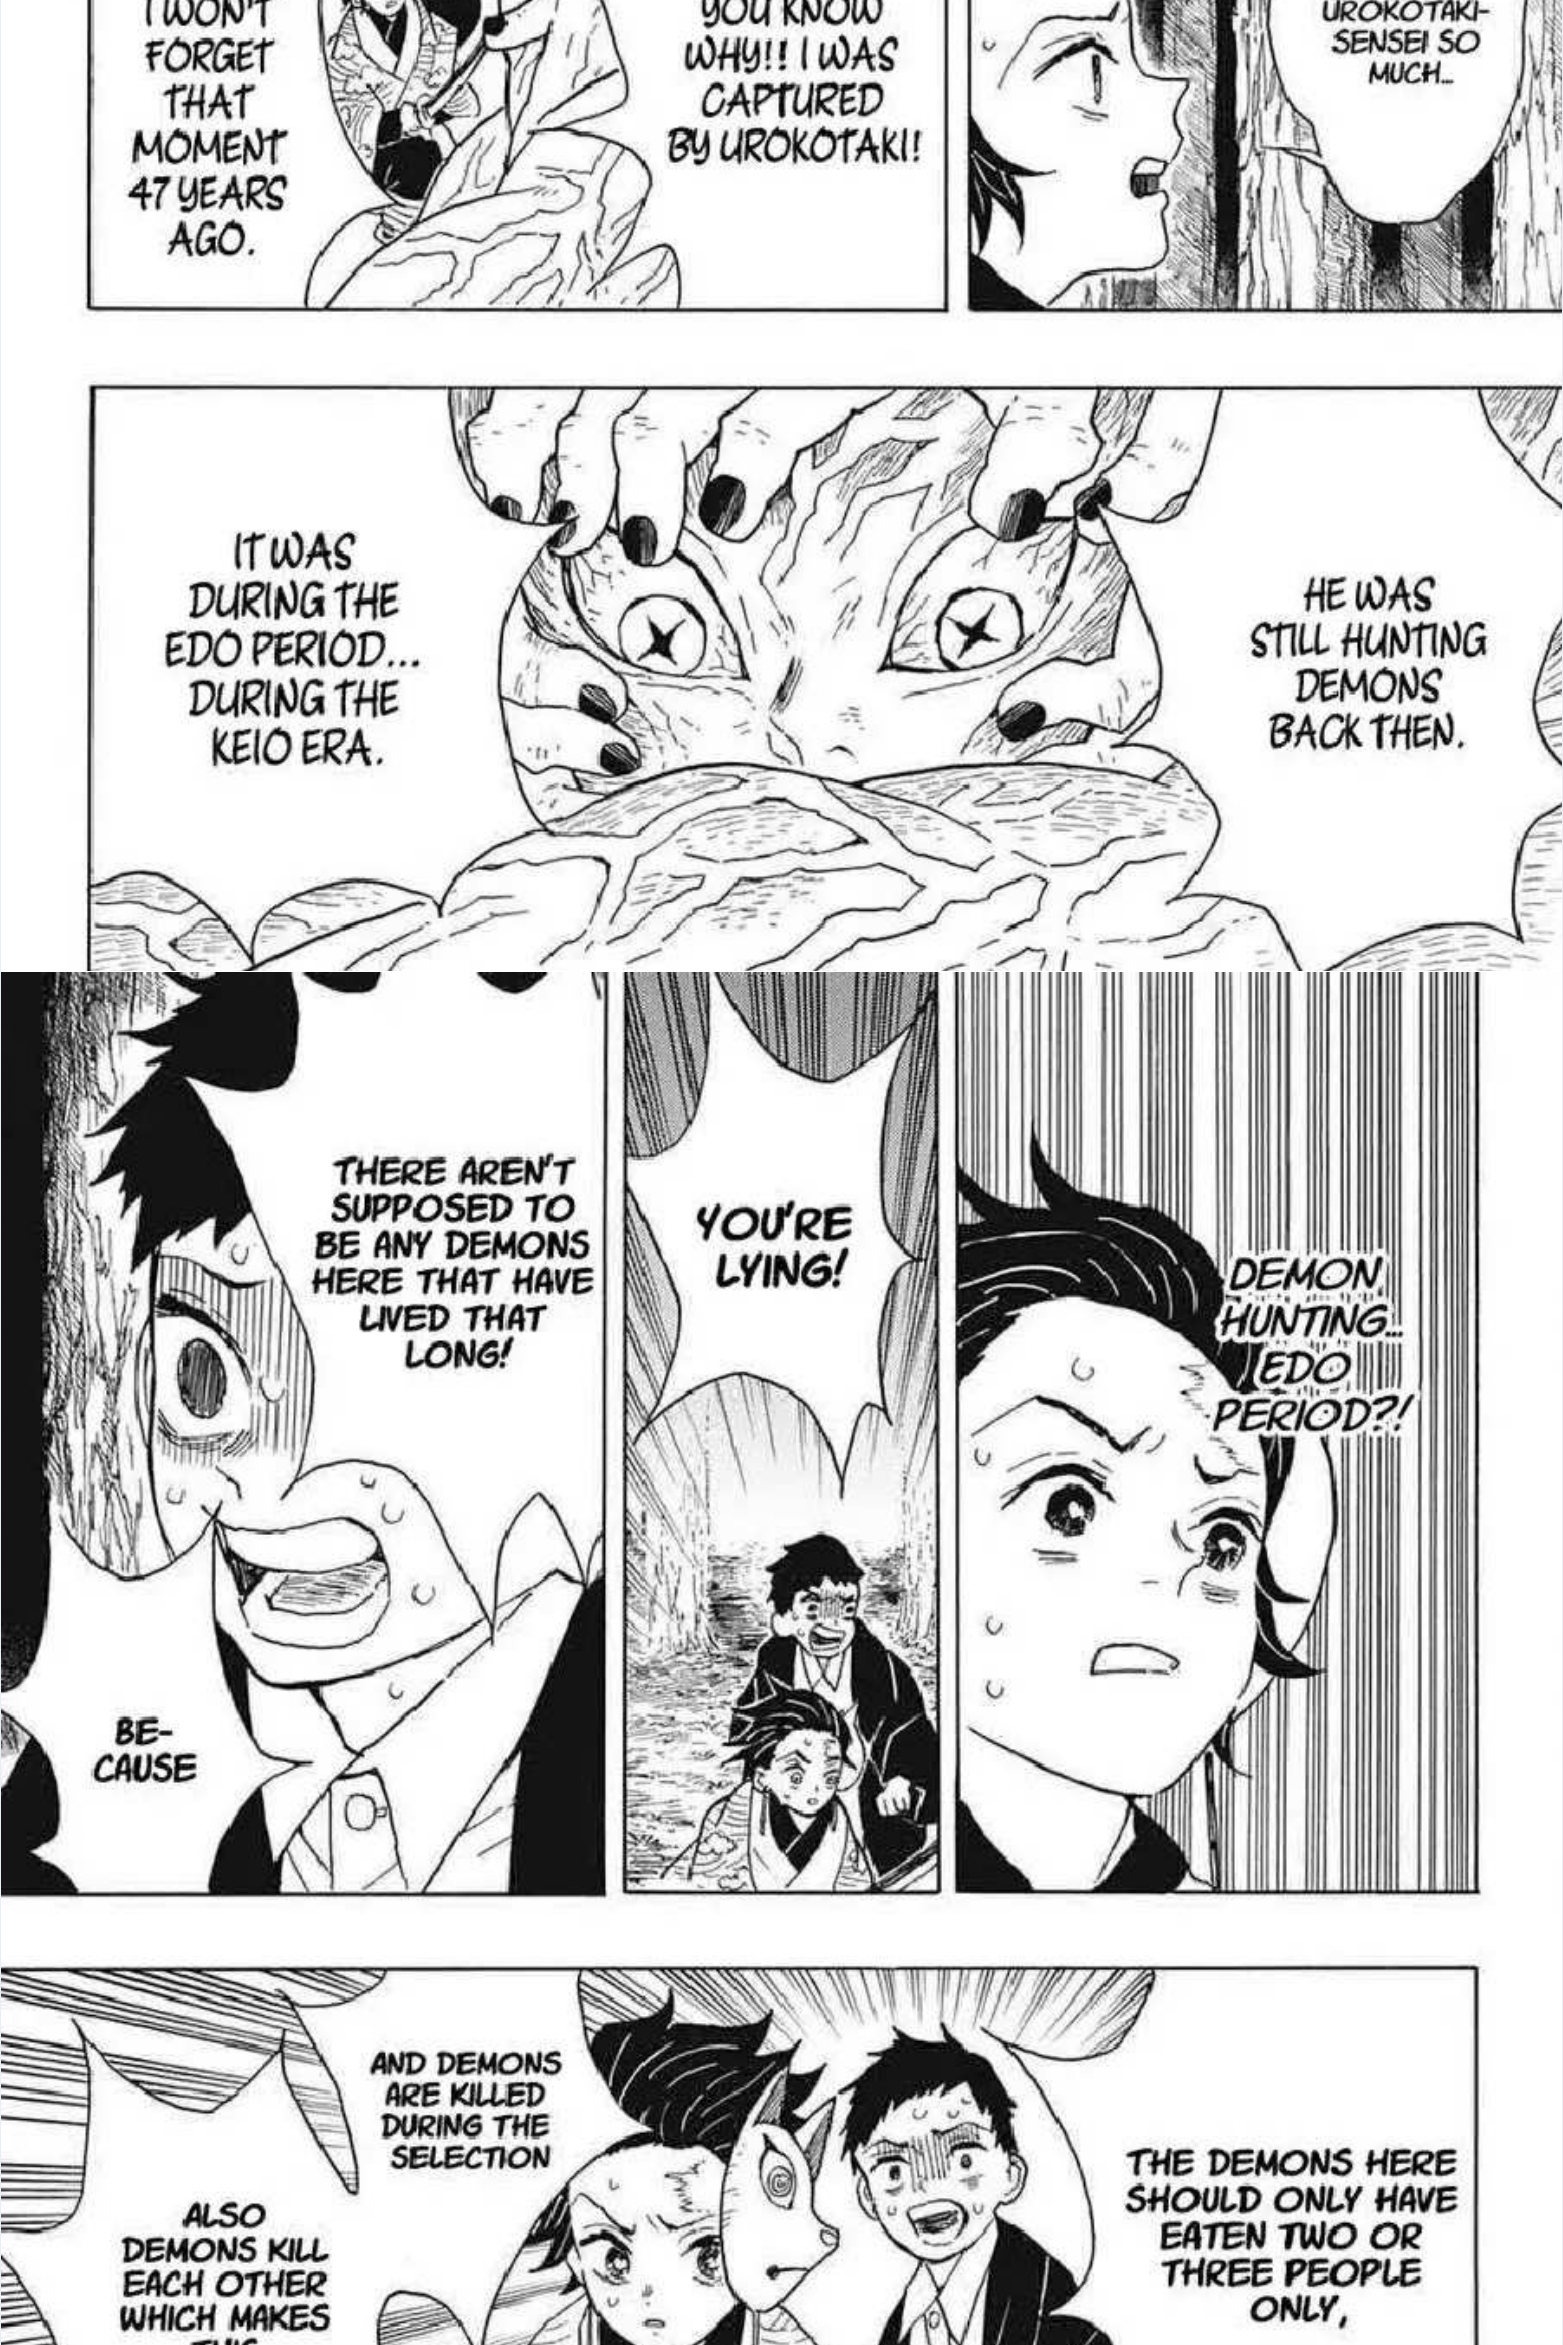 UROKOTAKI-
SENSEI SO
MUCH...
YOU KNOW
WHY!! I WAS
CAPTURED
BY UROKOTAKI!
I WON'T
FORGET
THAT
MOMENT
47 YEARS
AGO.
HE WAS
STILL HUNTING
DEMONS
BACK THEN.
IT WAS
DURING THE
EDO PERIOD...
DURING THE
KEIO ERA.
DEMON
HUNTING...
EDO
PERIOD?!
YOU'RE
LYING!
THERE AREN'T
SUPPOSED TO
BE ANY DEMONS
HERE THAT HAVE
LIVED THAT
LONG!
BE-
CAUSE
THE DEMONS HERE
SHOULD ONLY HAVE
EATEN TWO OR
THREE PEOPLE
ONLY,
AND DEMONS
ARE KILLED
DURING THE
SELECTION
ALSO
DEMONS KILL
EACH OTHER
WHICH MAKES
THIS